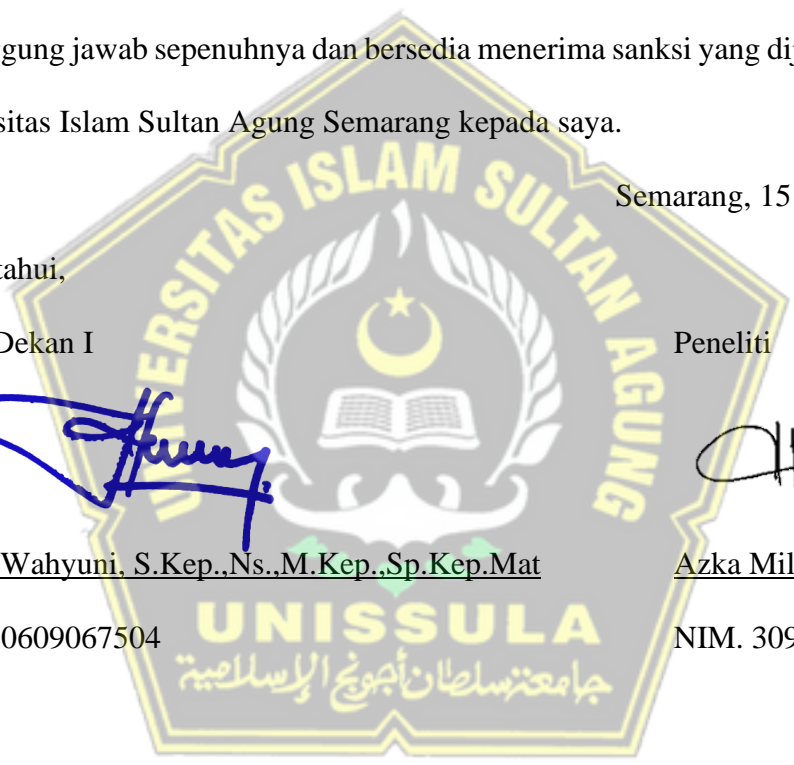 ggung jawab sepenuhnya dan bersedia menerima sanksi yang dij
sitas Islam Sultan Agung Semarang kepada saya.
Semarang, 15
tahui,
Dekan I
Peneliti
Wahyuni, S.Kep.,Ns.,M.Kep.,Sp.Kep.Mat
Azka Mil
0609067504
NIM. 309
UNIVERSITAS ISLAM SULTAN AGUNG
UNISSULA
جامعة سلطان أجونج الإسلامية